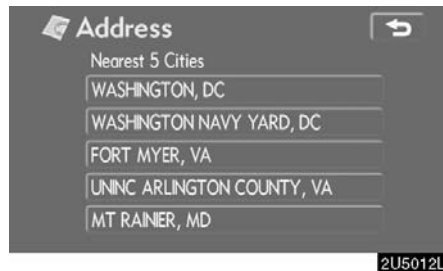 Address
Nearest 5 Cities
WASHINGTON, DC
WASHINGTON NAVY YARD, DC
FORT MYER, VA
UNINC ARLINGTON COUNTY, VA
MT RAINIER, MD
2U5012L